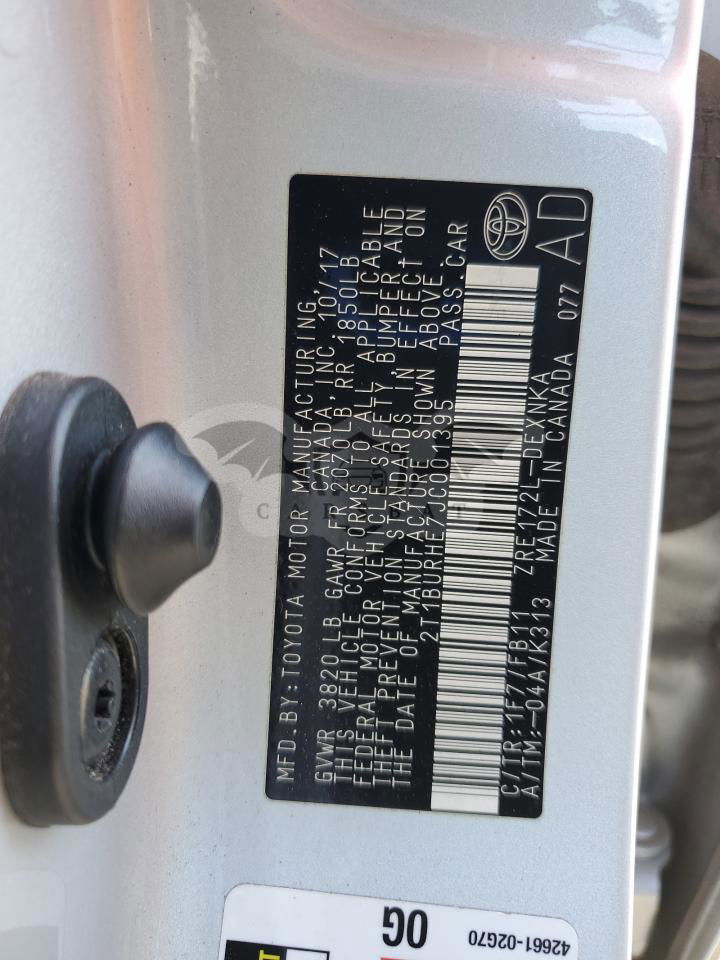 MFD.BY:TOYOTA MOTOR MANUFACTURING,
CANADA, INC. 10/17
GVWR 3820LB GAWR FR 2070LB, RR 1850LB
THIS VEHICLE CONFORMS TO ALL APPLICABLE
FEDERAL MOTOR VEHICLE SAFETY, BUMPER, AND
THEFT PREVENTION STANDARDS IN EFFECT ON
THE DATE OF MANUFACTURE SHOWN ABOVE.
2T1BURHE7JC001395 PASS.CAR
C/TR:1F7/FB11 ZRE172L-DEXNKA
A/TM:-04A/K313 MADE IN CANADA 077
AD
0G
42661-02G70